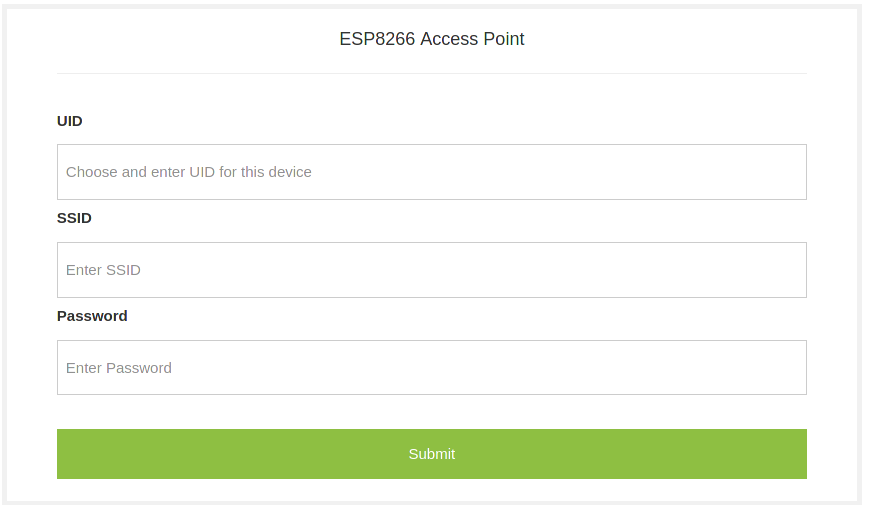 ESP8266 Access Point
UID
Choose and enter UID for this device
SSID
Enter SSID
Password
Enter Password
Submit